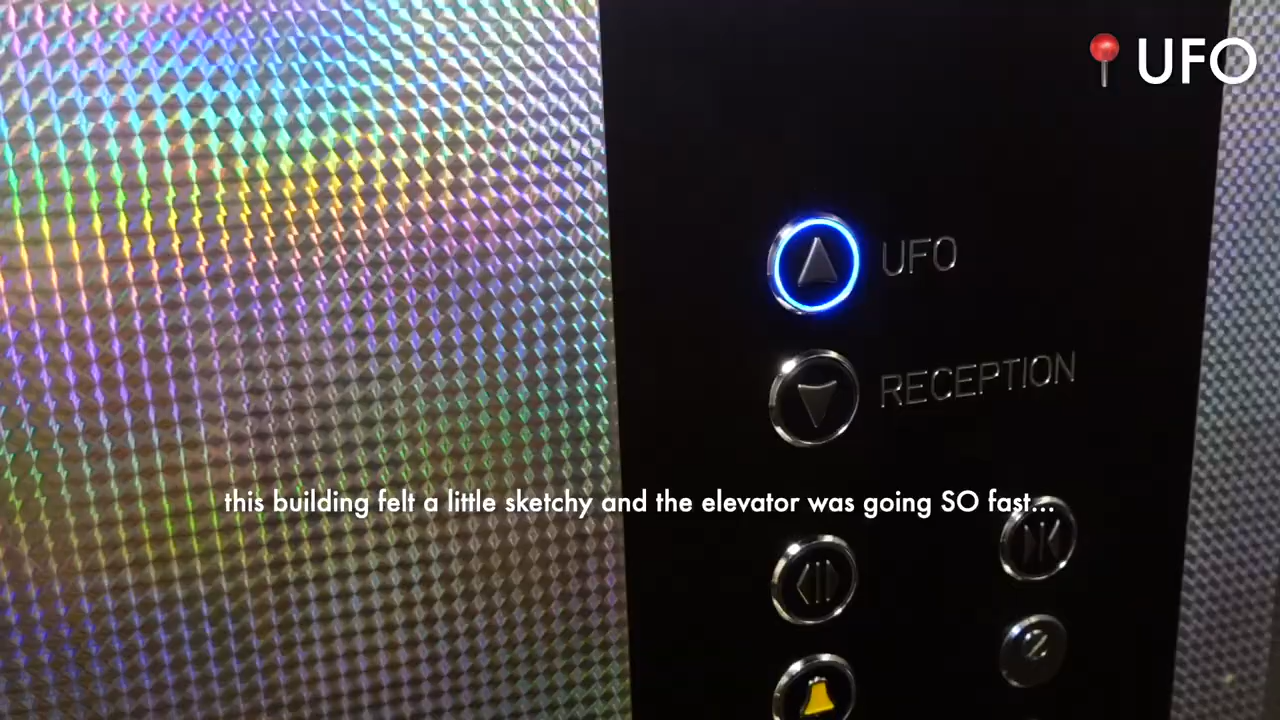 📍UFO
UFO
RECEPTION
this building felt a little sketchy and the elevator was going SO fast...